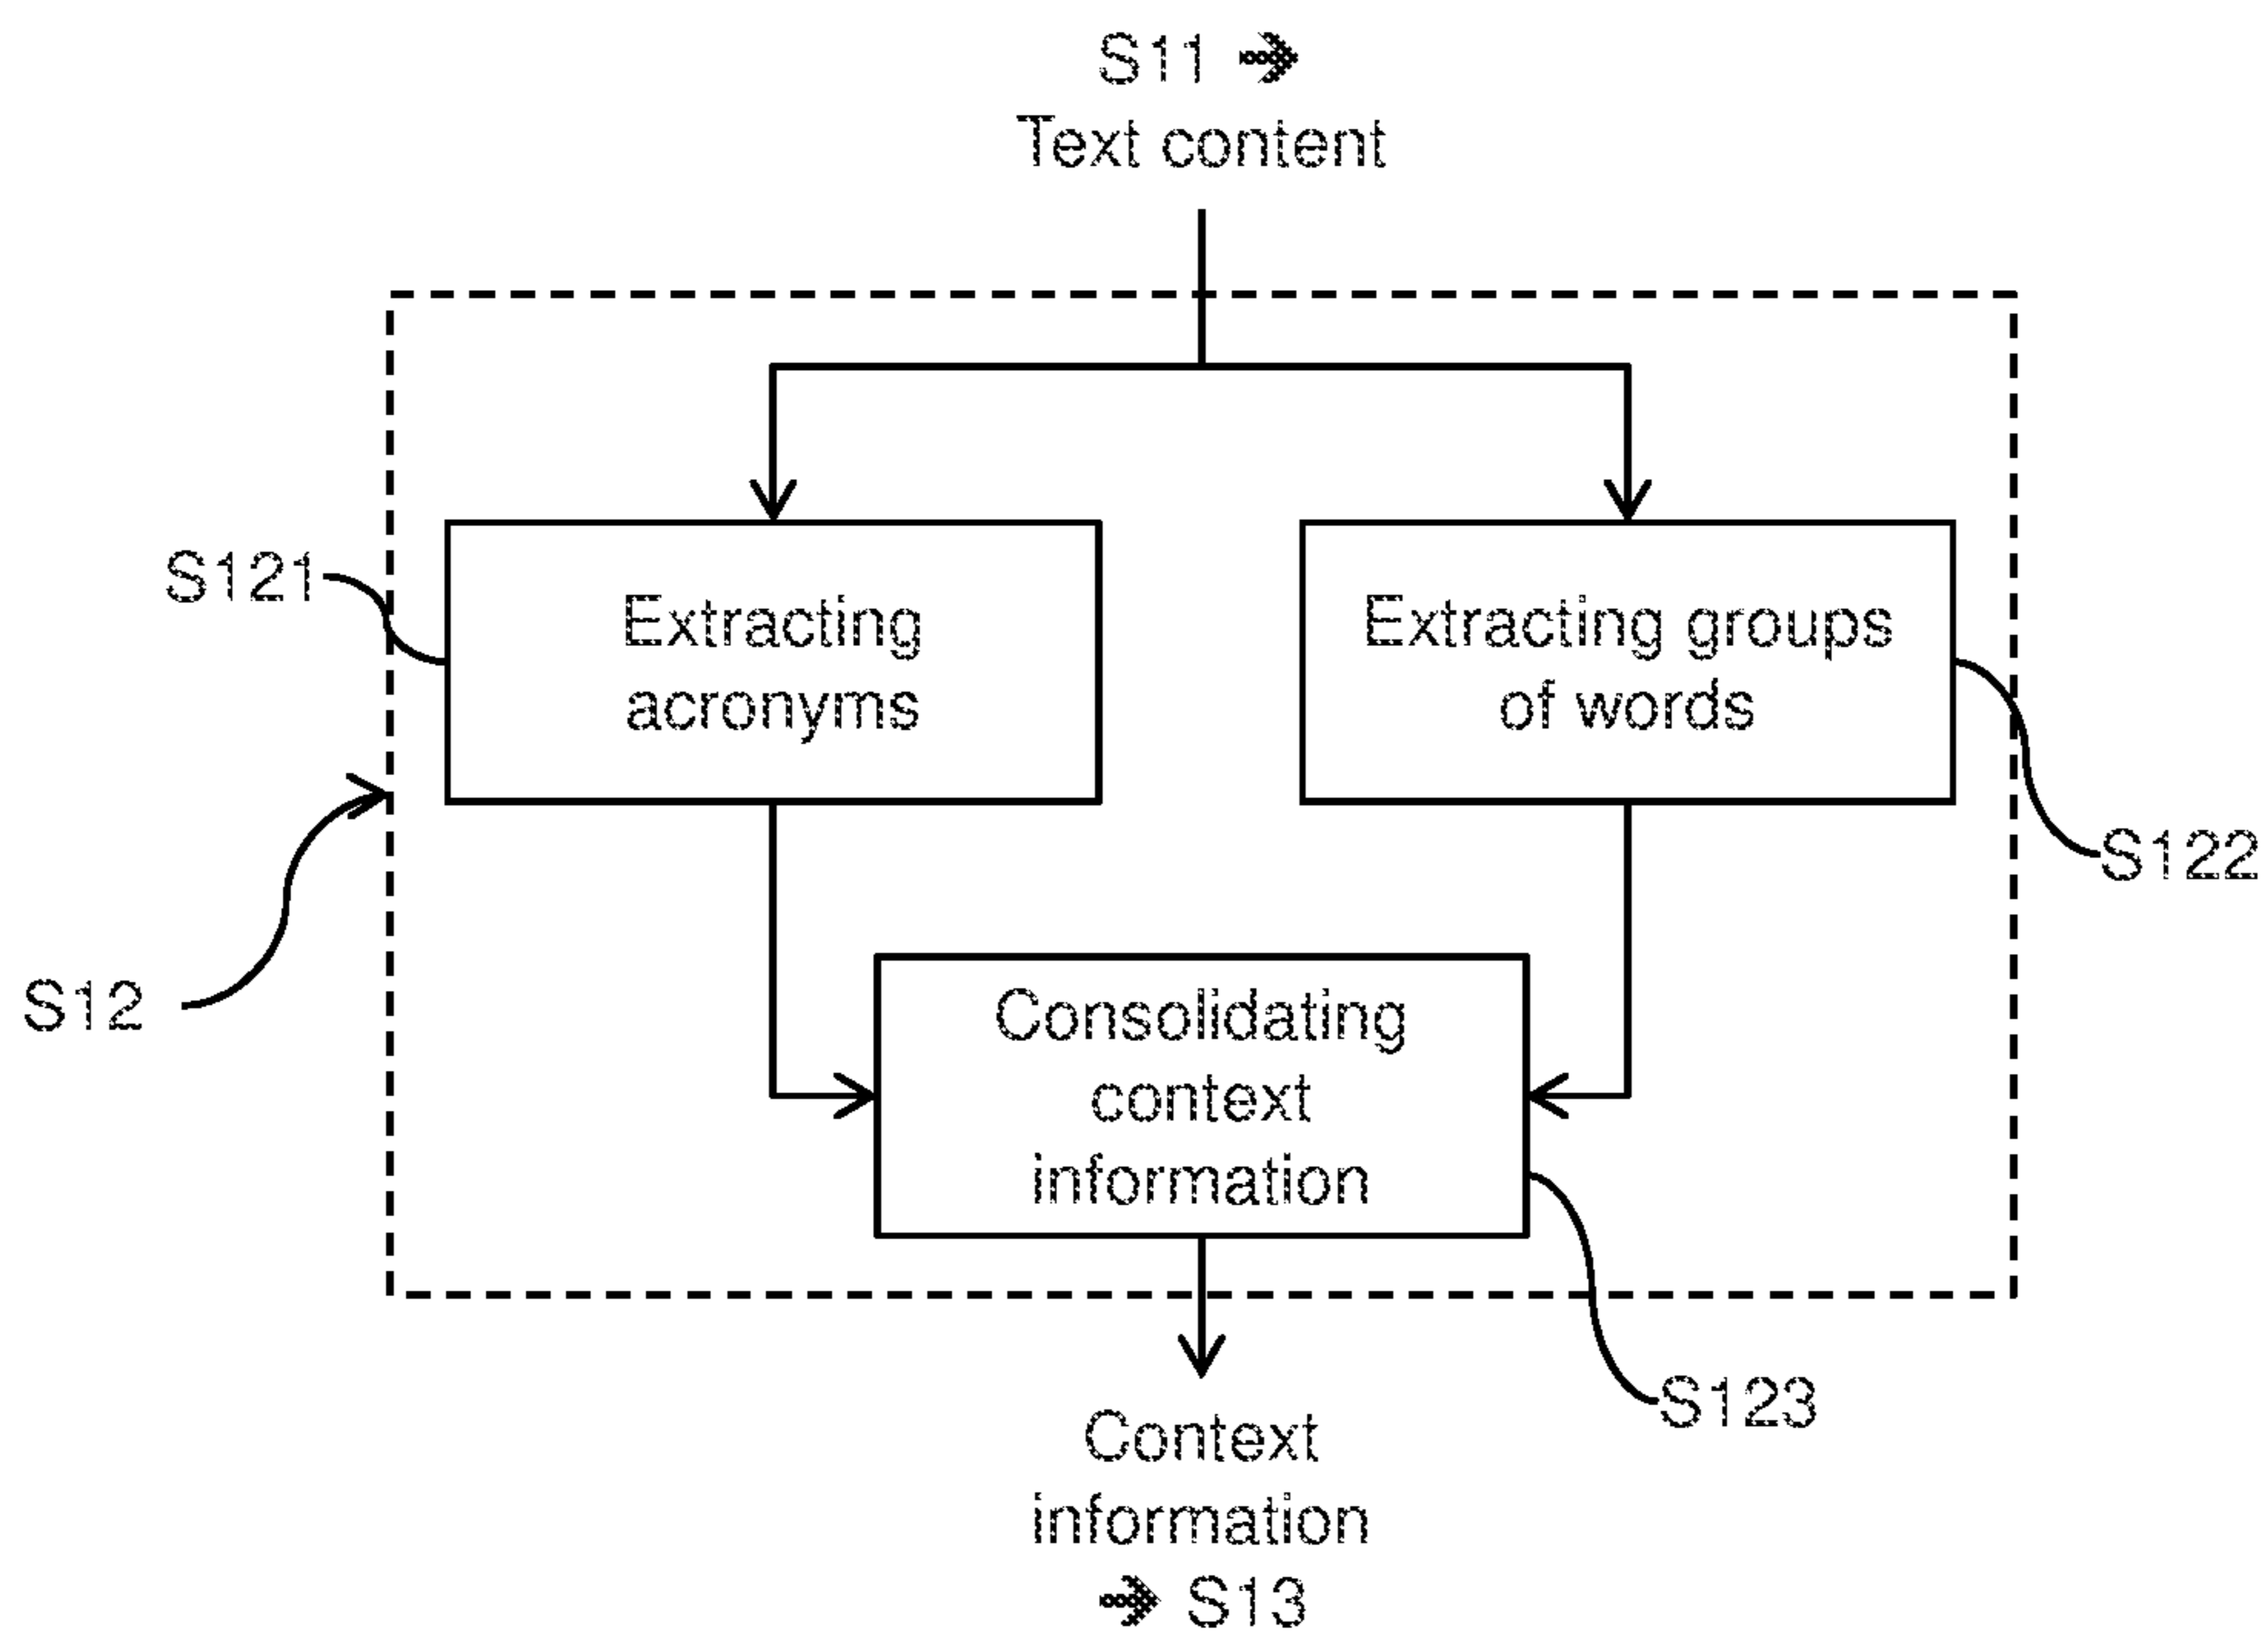 S11 ➔
Text content
S121
Extracting
acronyms
Extracting groups
of words
S122
S12
Consolidating
context
information
S123
Context
information
➔ S13